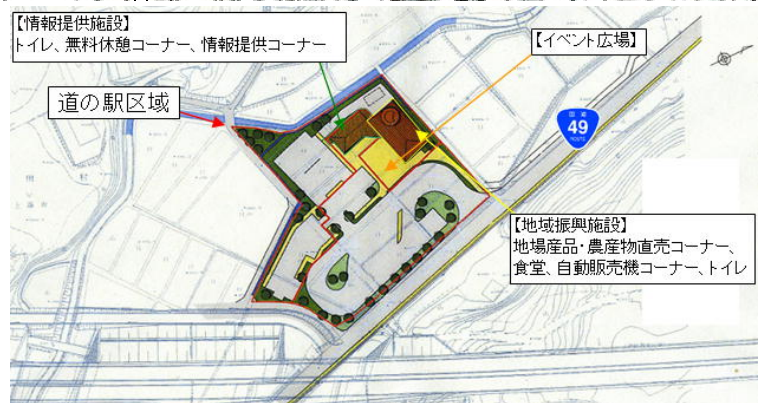 【情報提供施設】
トイレ、無料休憩コーナー、情報提供コーナー
【イベント広場】
道の駅区域
国道
49
ROUTE
【地域振興施設】
地場産品・農産物直売コーナー、
食堂、自動販売機コーナー、トイレ